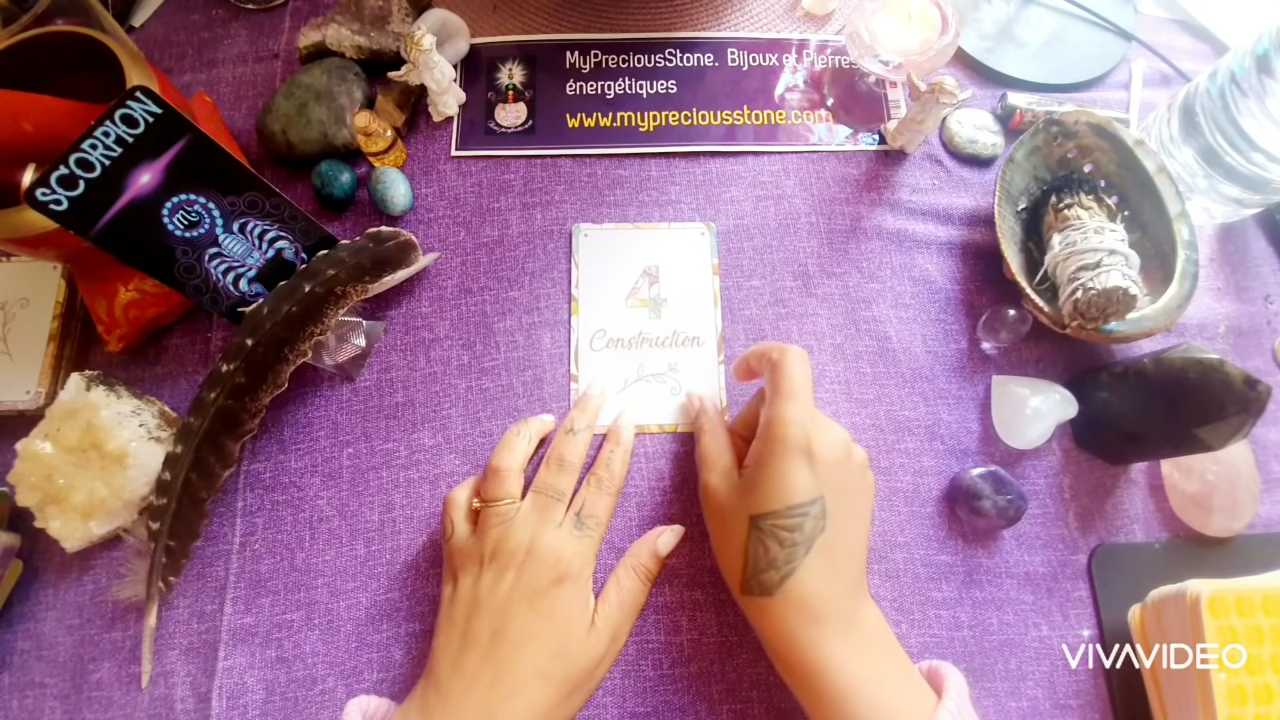 MyPreciousStone. Bijoux et Pierres
énergétiques
www.mypreciousstone.com
SCORPION
4
Construction
VIVAVIDEO